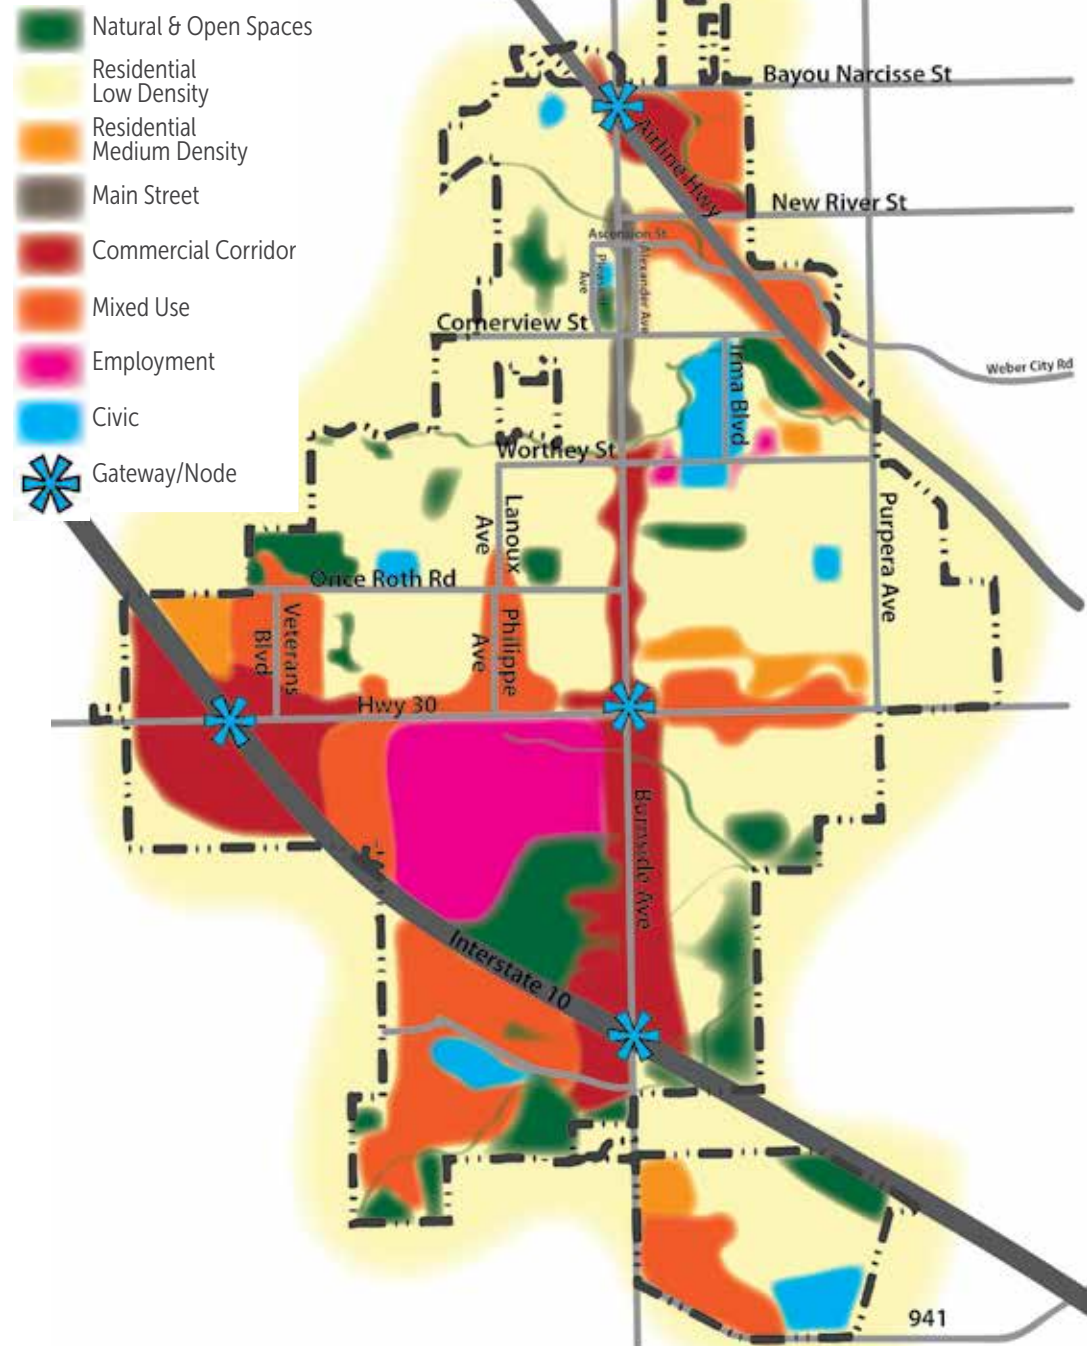 Natural & Open Spaces
Residential
Low Density
Residential
Medium Density
Main Street
Commercial Corridor
Mixed Use
Employment
Civic
Gateway/Node
Bayou Narcisse St
Airline Hwy
New River St
Ascension St
Alexander Ave
Ave
Cornerview St
Weber City Rd
Irma Blvd
Worthey St
Lanoux
Ave
Purpera Ave
Orice Roth Rd
Veterans
Blvd
Philippe
Ave
Hwy 30
Burnside Ave
Interstate 10
941